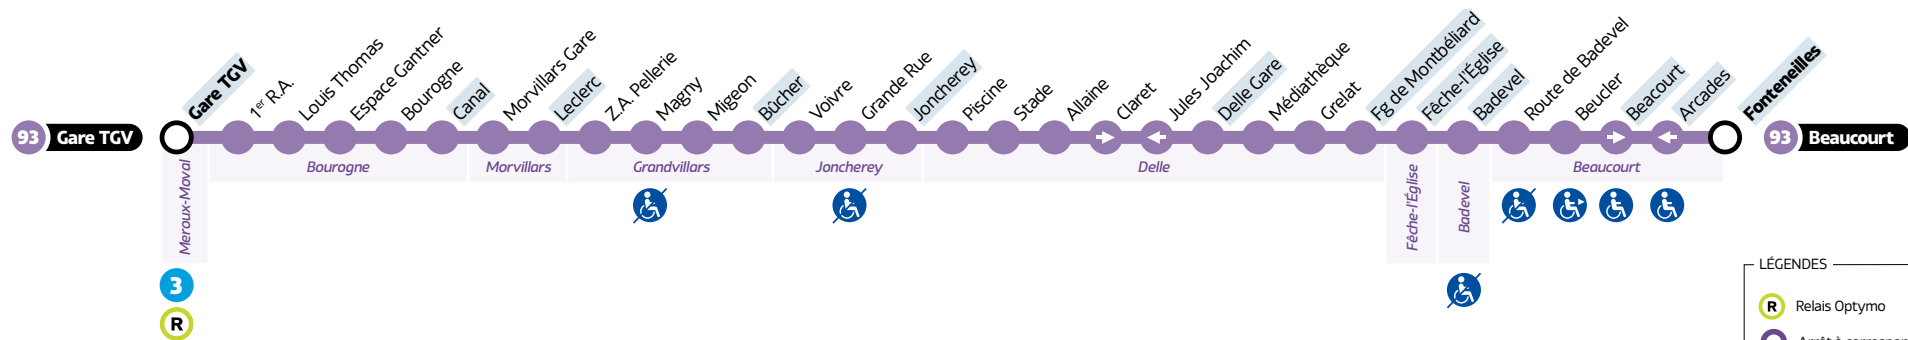 93 Gare TGV
Gare TGV
1er R.A.
Louis Thomas
Espace Gantner
Bourogne
Canal
Morvillars Gare
Leclerc
Z.A. Pellerie
Magny
Migeon
Bûcher
Voivre
Grande Rue
Joncherey
Piscine
Stade
Allaine
Claret
Jules Joachim
Delle Gare
Médiathèque
Grelat
Fg de Montbéliard
Fêche-l'Église
Badevel
Route de Badevel
Beucler
Beacourt
Arcades
Fonteneilles
93 Beaucourt
Meroux-Moval
Bourogne
Morvillars
Grandvillars
Joncherey
Delle
Fêche-l'Église
Badevel
Beaucourt
3
R
LÉGENDES
R Relais Optymo